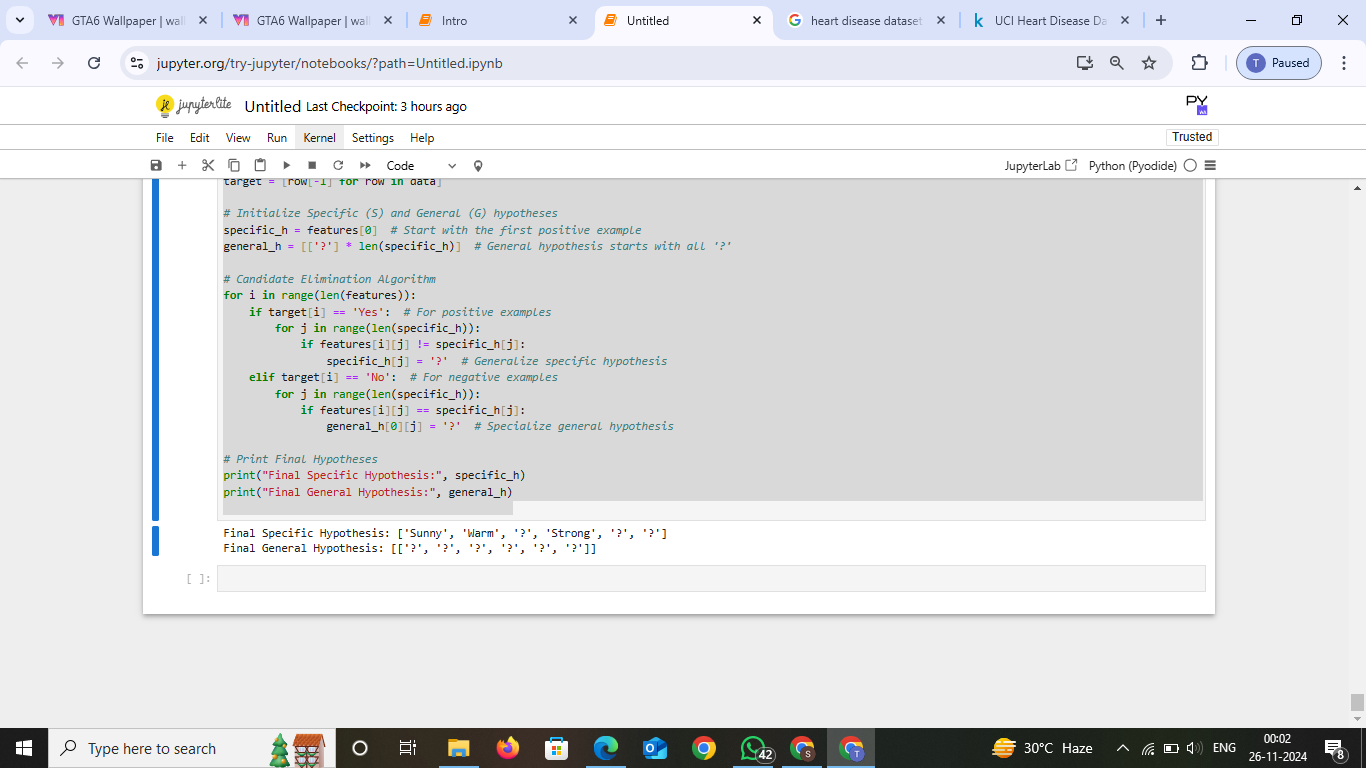 GTA6 Wallpaper | wal
GTA6 Wallpaper | wal
Intro
Untitled
heart disease dataset
UCI Heart Disease Da
jupyter.org/try-jupyter/notebooks/?path=Untitled.ipynb
T Paused
jupyterlite Untitled Last Checkpoint: 3 hours ago
File Edit View Run Kernel Settings Help
Trusted
Code
JupyterLab
Python (Pyodide)
target = [row[-1] for row in data]
# Initialize Specific (S) and General (G) hypotheses
specific_h = features[0]  # Start with the first positive example
general_h = [['?'] * len(specific_h)]  # General hypothesis starts with all '?'
# Candidate Elimination Algorithm
for i in range(len(features)):
    if target[i] == 'Yes':  # For positive examples
        for j in range(len(specific_h)):
            if features[i][j] != specific_h[j]:
                specific_h[j] = '?'  # Generalize specific hypothesis
    elif target[i] == 'No':  # For negative examples
        for j in range(len(specific_h)):
            if features[i][j] == specific_h[j]:
                general_h[0][j] = '?'  # Specialize general hypothesis
# Print Final Hypotheses
print("Final Specific Hypothesis:", specific_h)
print("Final General Hypothesis:", general_h)
Final Specific Hypothesis: ['Sunny', 'Warm', '?', 'Strong', '?', '?']
Final General Hypothesis: [['?', '?', '?', '?', '?', '?']]
[ ]:
Type here to search
42
S
T
30°C Haze
ENG
00:02
26-11-2024
8